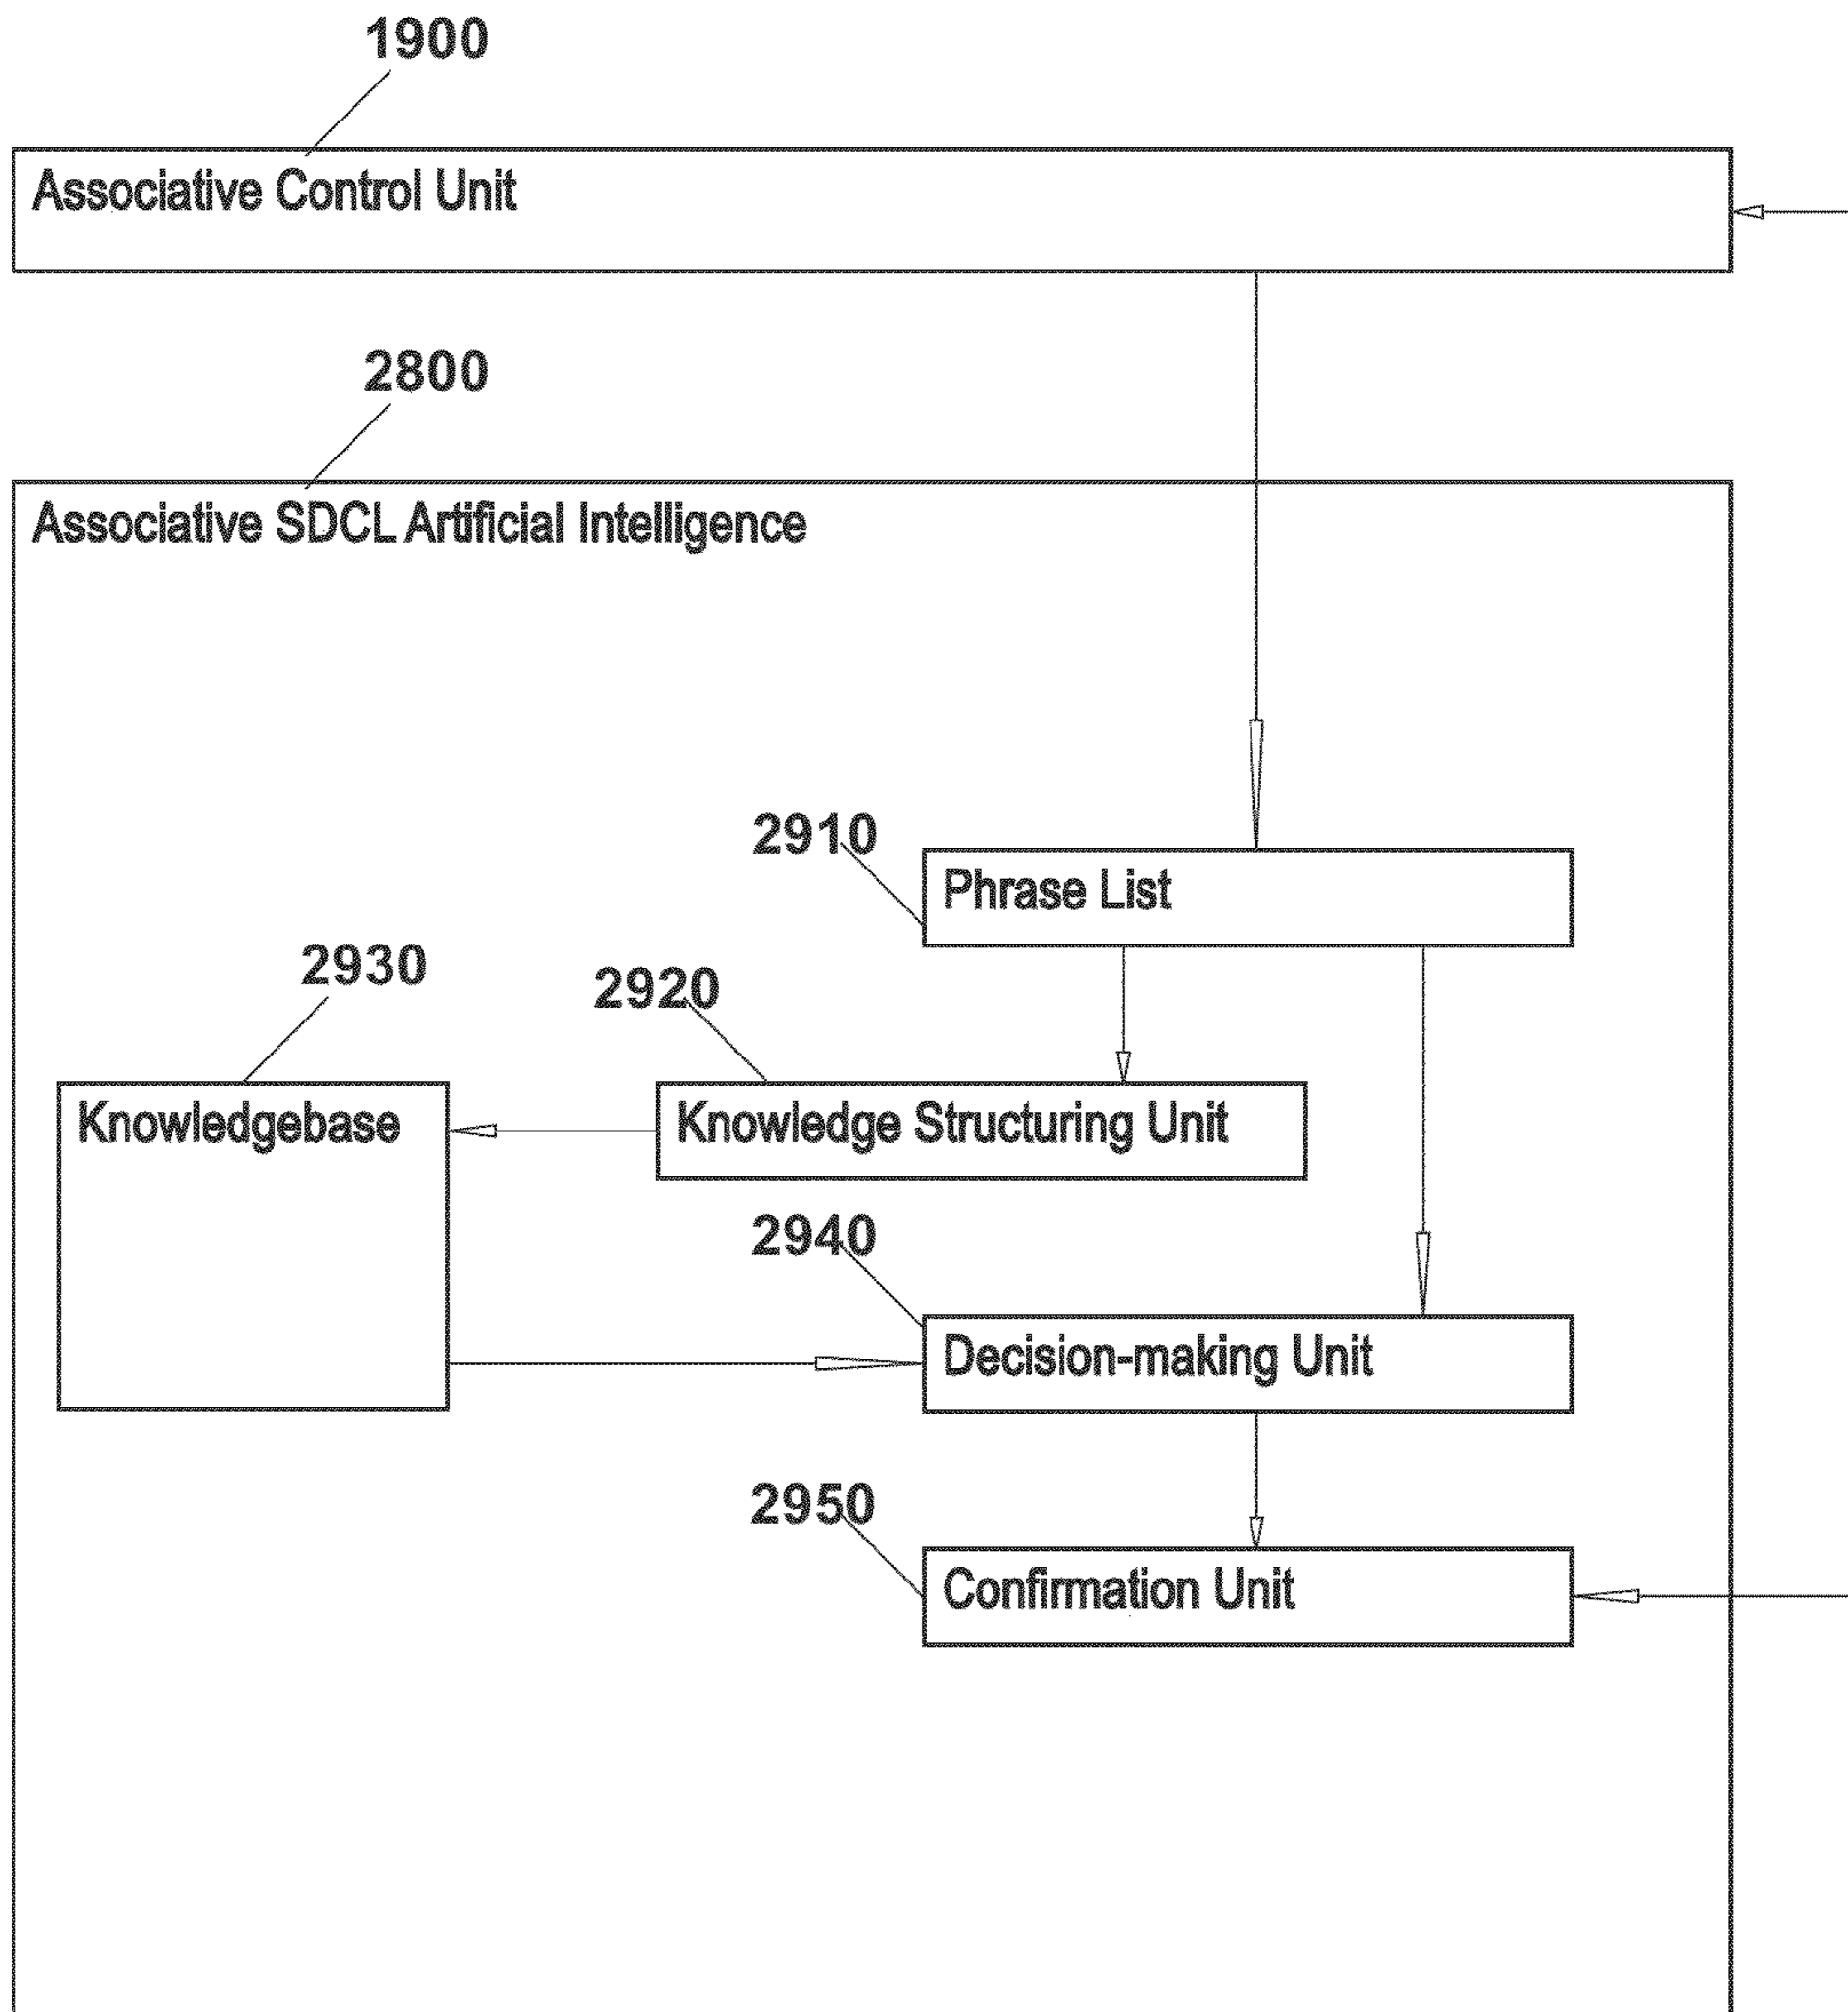 1900
Associative Control Unit
2800
Associative SDCL Artificial Intelligence
2910
Phrase List
2930
2920
Knowledgebase
Knowledge Structuring Unit
2940
Decision-making Unit
2950
Confirmation Unit